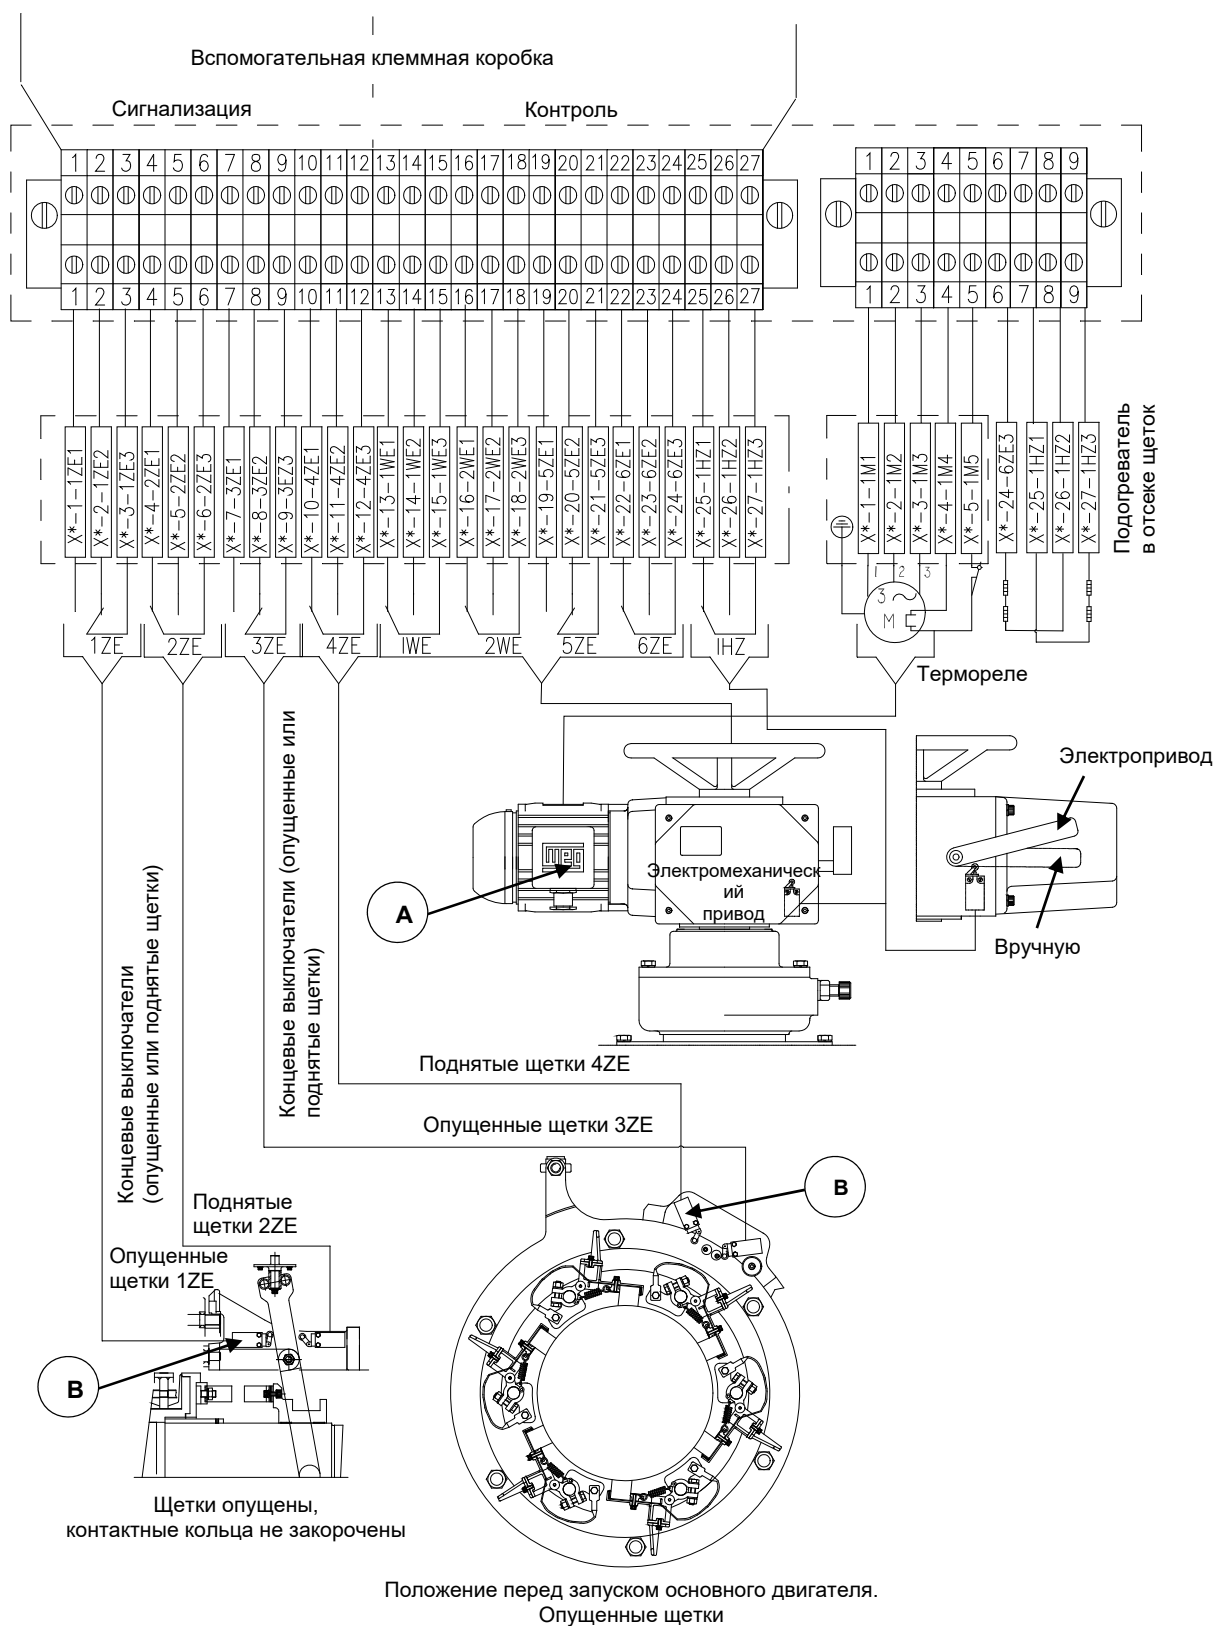 Вспомогательная клеммная коробка
Сигнализация
Контроль
1 2 3 4 5 6 7 8 9 10 11 12 13 14 15 16 17 18 19 20 21 22 23 24 25 26 27
1 2 3 4 5 6 7 8 9
1 2 3 4 5 6 7 8 9 10 11 12 13 14 15 16 17 18 19 20 21 22 23 24 25 26 27
1 2 3 4 5 6 7 8 9
X*-1-1ZE1
X*-2-1ZE2
X*-3-1ZE3
X*-4-2ZE1
X*-5-2ZE2
X*-6-2ZE3
X*-7-3ZE1
X*-8-3ZE2
X*-9-3EZ3
X*-10-4ZE1
X*-11-4ZE2
X*-12-4ZE3
X*-13-1WE1
X*-14-1WE2
X*-15-1WE3
X*-16-2WE1
X*-17-2WE2
X*-18-2WE3
X*-19-5ZE1
X*-20-5ZE2
X*-21-5ZE3
X*-22-6ZE1
X*-23-6ZE2
X*-24-6ZE3
X*-25-1HZ1
X*-26-1HZ2
X*-27-1HZ3
X*-1-1M1
X*-2-1M2
X*-3-1M3
X*-4-1M4
X*-5-1M5
X*-24-6ZE3
X*-25-1HZ1
X*-26-1HZ2
X*-27-1HZ3
Подогреватель
в отсеке щеток
1 2 3
3
M
1ZE 2ZE 3ZE 4ZE IWE 2WE 5ZE 6ZE IHZ
Термореле
Электропривод
Вручную
Электромеханическ
ий
привод
A
Концевые выключатели
(опущенные или поднятые щетки)
Концевые выключатели (опущенные или
поднятые щетки)
Поднятые щетки 4ZE
Опущенные щетки 3ZE
B
Поднятые
щетки 2ZE
Опущенные
щетки 1ZE
B
Щетки опущены,
контактные кольца не закорочены
Положение перед запуском основного двигателя.
Опущенные щетки